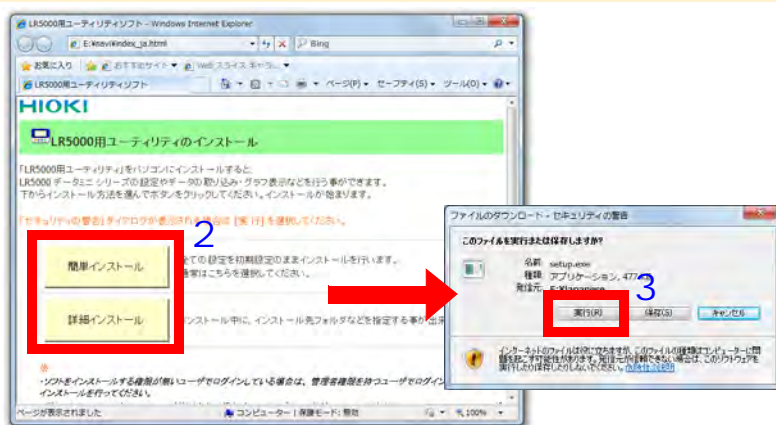 LR5000用ユーティリティソフト - Windows Internet Explorer
E:¥navi¥index_ja.html
Bing
お気に入り おすすめサイト Web スライス ギャラ...
LR5000用ユーティリティソフト
ページ(P) セーフティ(S) ツール(O)
HIOKI
LR5000用ユーティリティのインストール
「LR5000用ユーティリティ」をパソコンにインストールすると、
LR5000 データミニ シリーズの設定やデータの取り込み・グラフ表示などを行う事ができます。
下からインストール方法を選んでボタンをクリックしてください。インストールが始まります。
「セキュリティの警告」ダイアログが表示される場合は [実行] を選択してください。
2
簡単インストール
全ての設定を初期設定のままインストールを行います。
通常はこちらを選択してください。
詳細インストール
インストール中に、インストール先フォルダなどを指定する事が出来
※
・ソフトをインストールする権限が無いユーザでログインしている場合は、管理者権限を持つユーザでログイン
インストールを行ってください。
ページが表示されました
コンピューター | 保護モード: 無効
100%
ファイルのダウンロード - セキュリティの警告
このファイルを実行または保存しますか?
名前: setup.exe
種類: アプリケーション, 477
発信元: E:¥japanese
3
実行(R) 保存(S) キャンセル
インターネットのファイルは役に立ちますが、このファイルの種類はコンピューターに問
題を起こす可能性があります。発信元が信頼できない場合は、このソフトウェアを
実行したり保存したりしないでください。危険性の説明